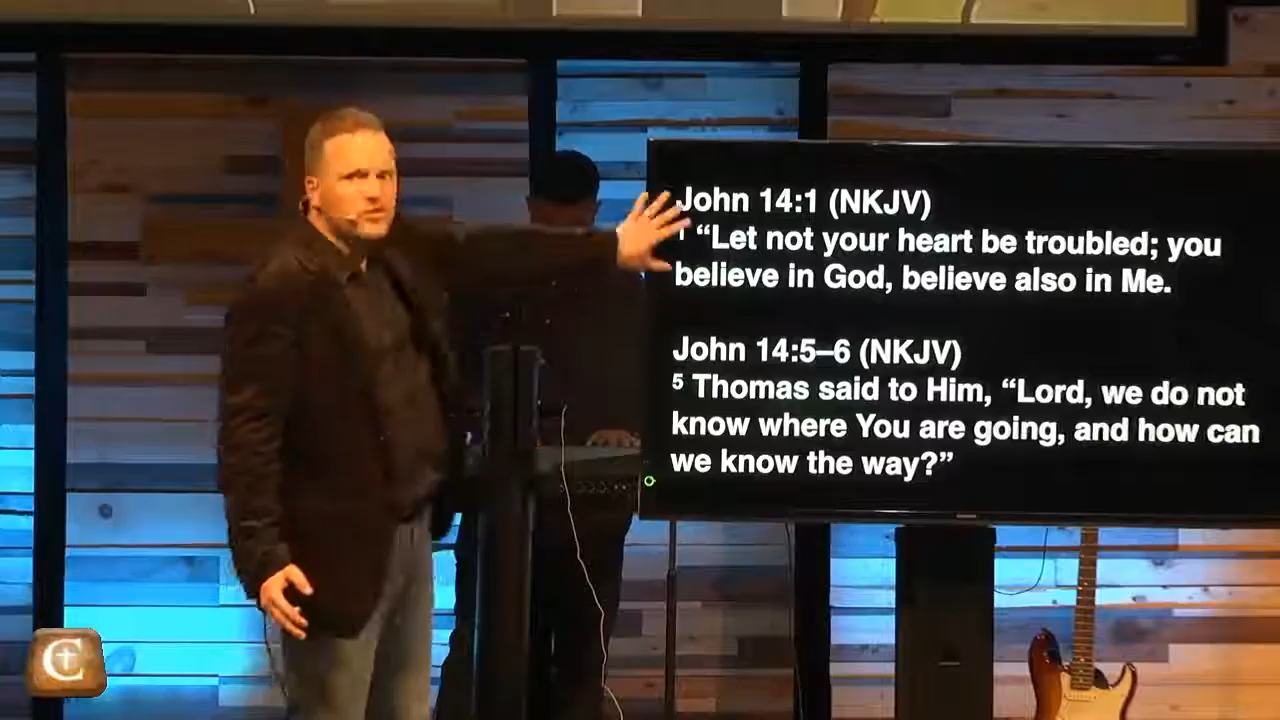 John 14:1 (NKJV)
1 “Let not your heart be troubled; you
believe in God, believe also in Me.
John 14:5–6 (NKJV)
5 Thomas said to Him, “Lord, we do not
know where You are going, and how can
we know the way?”
C